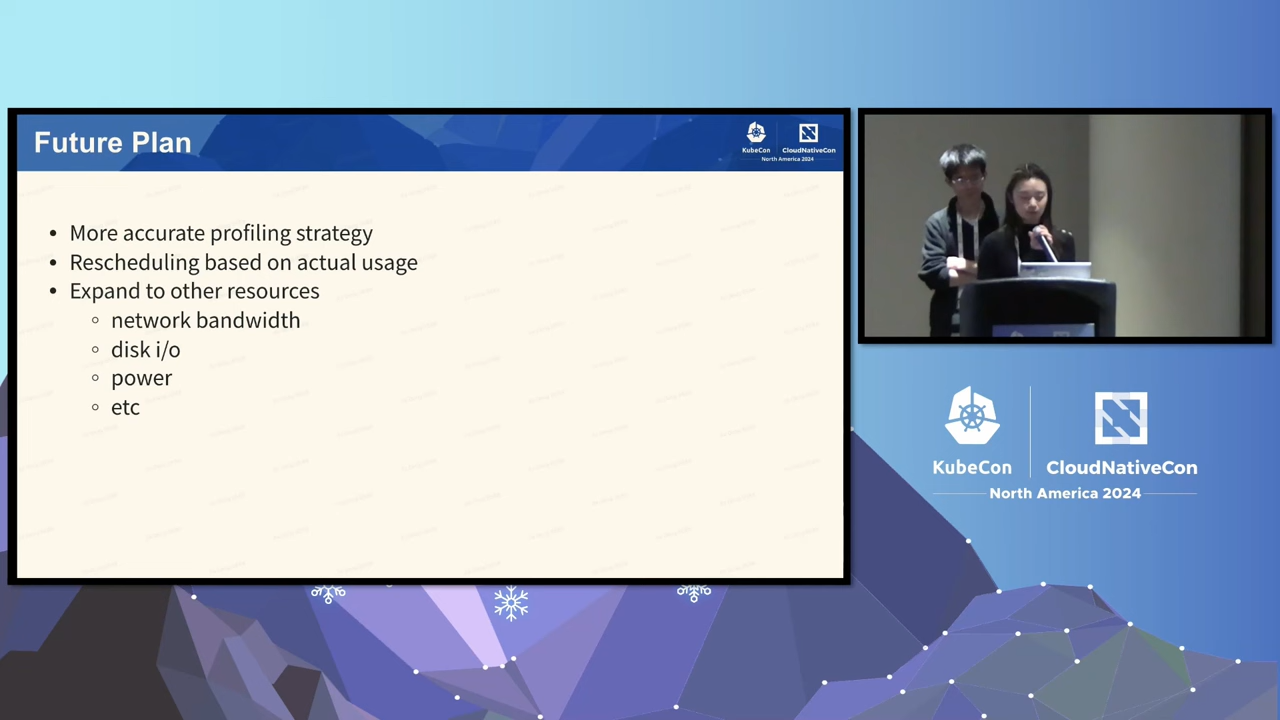 Future Plan
KubeCon
CloudNativeCon
North America 2024
More accurate profiling strategy
Rescheduling based on actual usage
Expand to other resources
network bandwidth
disk i/o
power
etc
KubeCon
CloudNativeCon
North America 2024